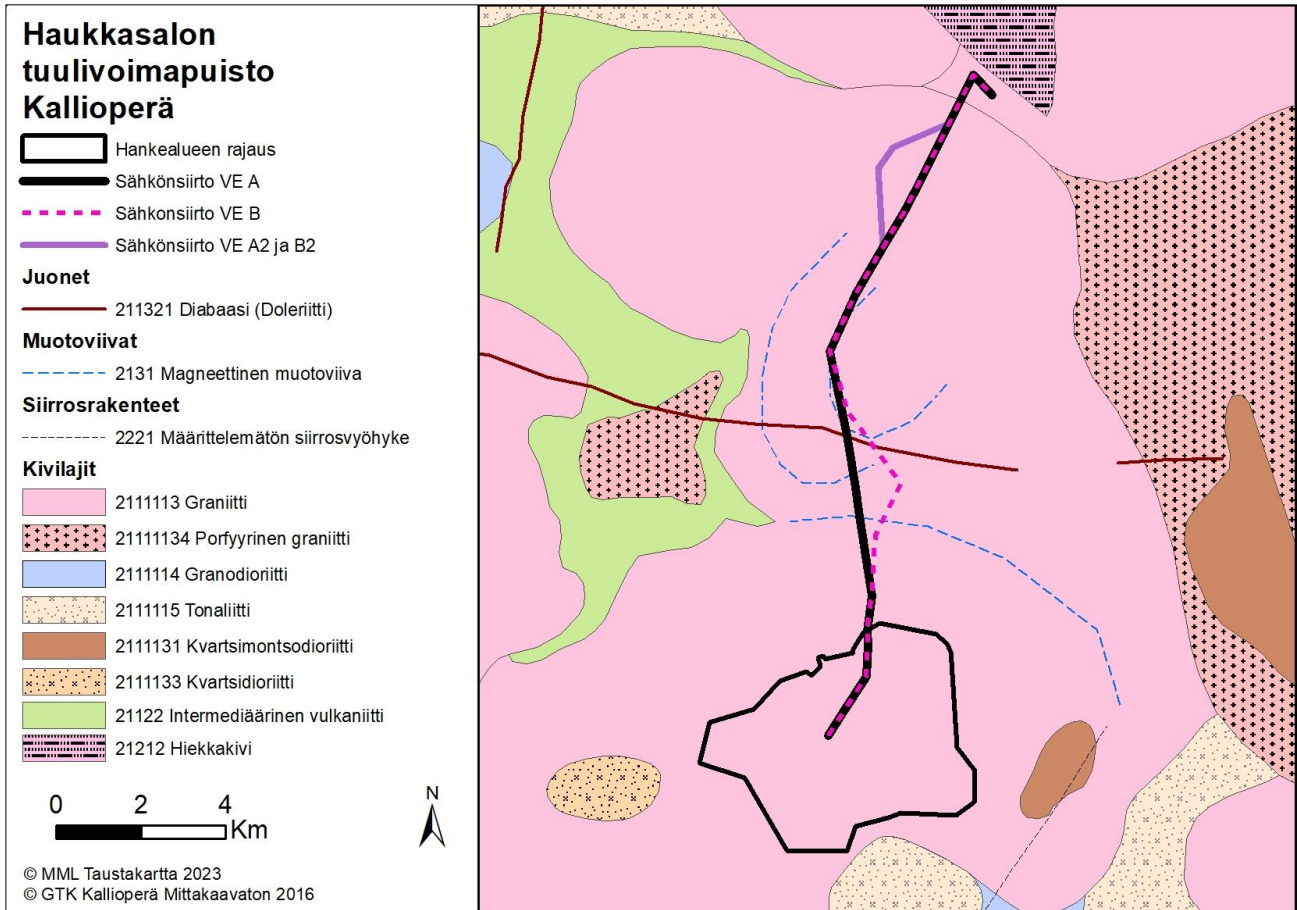 Haukkasalon
tuulivoimapuisto
Kallioperä
Hankealueen rajaus
Sähkönsiirto VE A
Sähkonsiirto VE B
Sähkönsiirto VE A2 ja B2
Juonet
211321 Diabaasi (Doleriitti)
Muotoviivat
2131 Magneettinen muotoviiva
Siirrosrakenteet
2221 Määrittelemätön siirrosvyöhyke
Kivilajit
2111113 Graniitti
21111134 Porfyyrinen graniitti
2111114 Granodioriitti
2111115 Tonaliitti
2111131 Kvartsimontsodioriitti
2111133 Kvartsidioriitti
21122 Intermediäärinen vulkaniitti
21212 Hiekkakivi
0 2 4
Km
N
© MML Taustakartta 2023
© GTK Kallioperä Mittakaavaton 2016